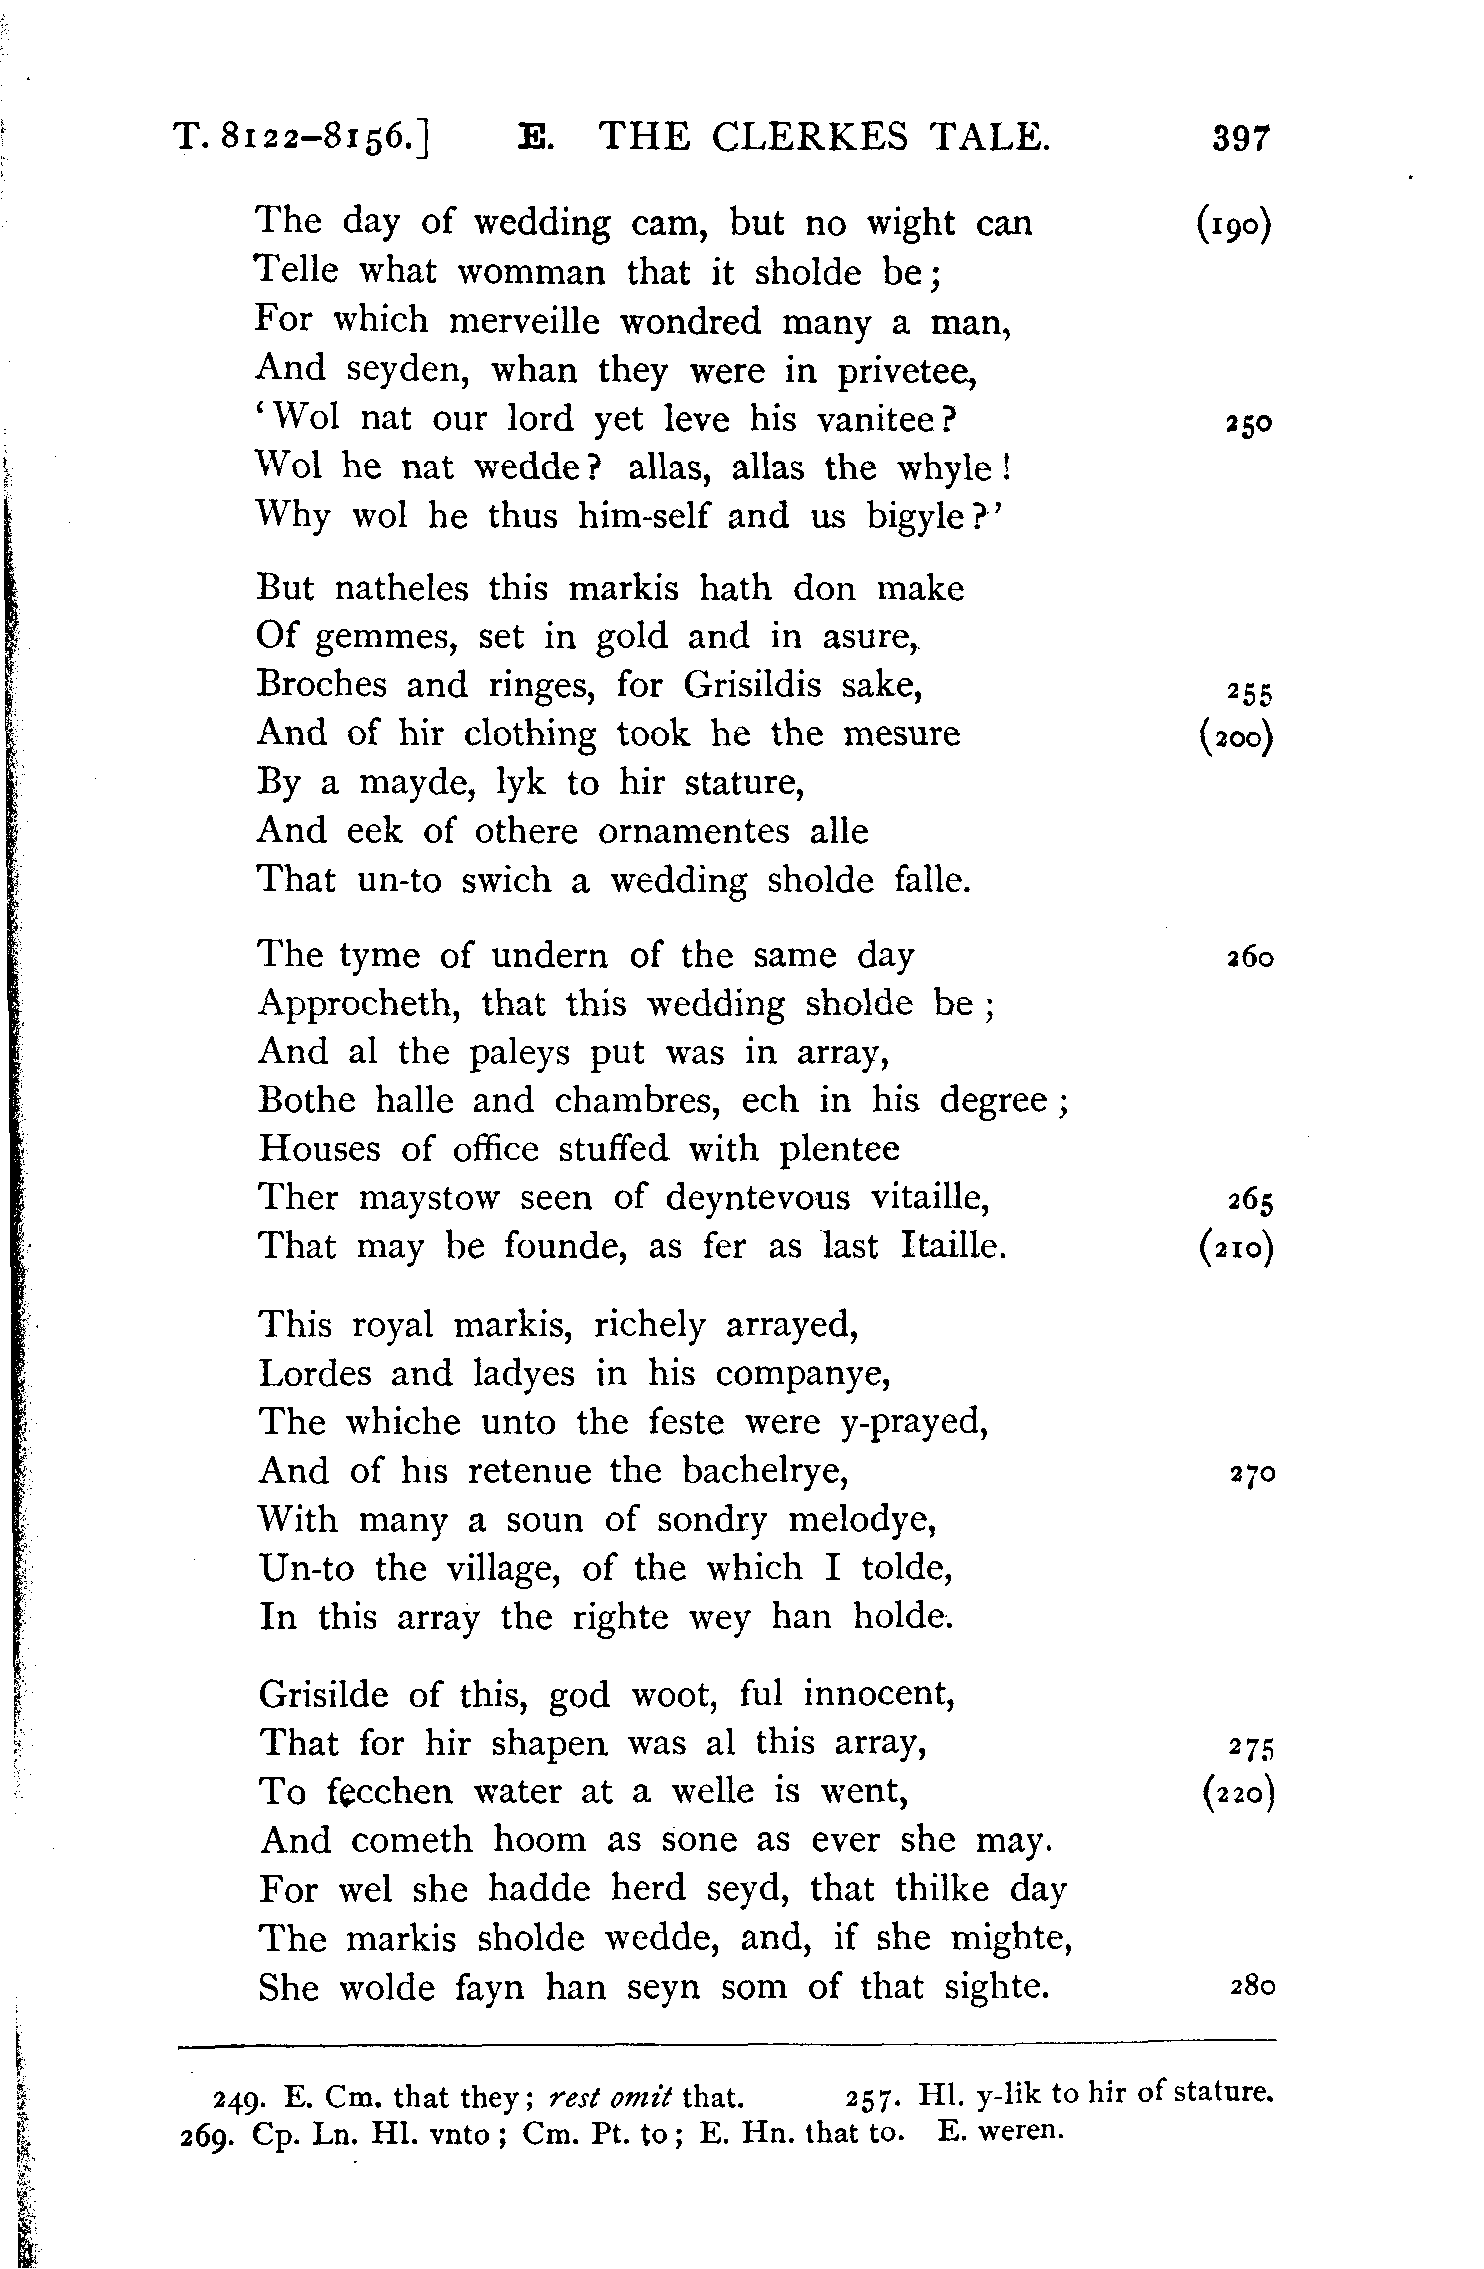 T. 8122–8156.] E. THE CLERKES TALE. 397
The day of wedding cam, but no wight can (190)
Telle what womman that it sholde be;
For which merveille wondred many a man,
And seyden, whan they were in privetee,
‘Wol nat our lord yet leve his vanitee? 250
Wol he nat wedde? allas, allas the whyle!
Why wol he thus him-self and us bigyle?’
But natheles this markis hath don make
Of gemmes, set in gold and in asure,
Broches and ringes, for Grisildis sake, 255
And of hir clothing took he the mesure (200)
By a mayde, lyk to hir stature,
And eek of othere ornamentes alle
That un-to swich a wedding sholde falle.
The tyme of undern of the same day 260
Approcheth, that this wedding sholde be;
And al the paleys put was in array,
Bothe halle and chambres, ech in his degree;
Houses of office stuffed with plentee
Ther maystow seen of deyntevous vitaille, 265
That may be founde, as fer as last Itaille. (210)
This royal markis, richely arrayed,
Lordes and ladyes in his companye,
The whiche unto the feste were y-prayed,
And of his retenue the bachelrye, 270
With many a soun of sondry melodye,
Un-to the village, of the which I tolde,
In this array the righte wey han holde.
Grisilde of this, god woot, ful innocent,
That for hir shapen was al this array, 275
To fecchen water at a welle is went, (220)
And cometh hoom as sone as ever she may.
For wel she hadde herd seyd, that thilke day
The markis sholde wedde, and, if she mighte,
She wolde fayn han seyn som of that sighte. 280
249. E. Cm. that they; rest omit that. 257. Hl. y-lik to hir of stature.
269. Cp. Ln. Hl. vnto; Cm. Pt. to; E. Hn. that to. E. weren.